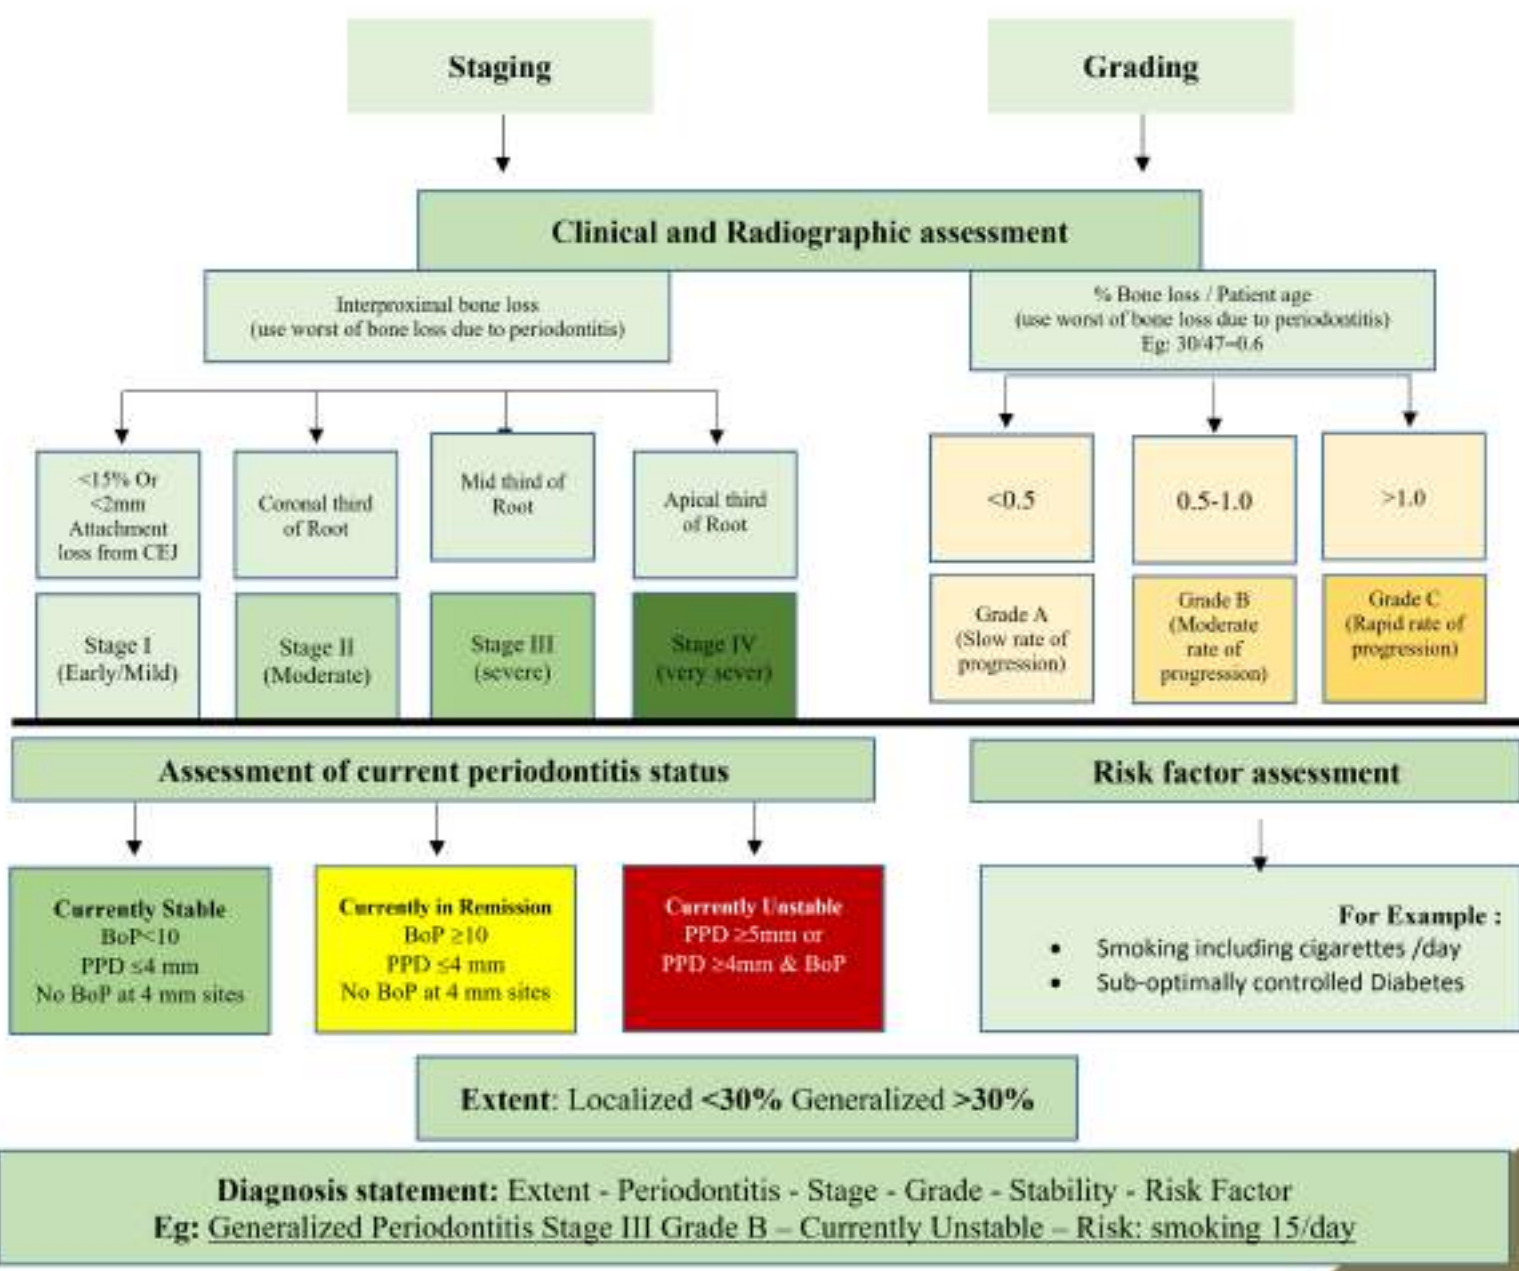 Staging
Grading
Clinical and Radiographic assessment
Interproximal bone loss
(use worst of bone loss due to periodontitis)
% Bone loss / Patient age
(use worst of bone loss due to periodontitis)
Eg: 30/47=0.6
<15% Or
<2mm
Attachment
loss from CEJ
Coronal third
of Root
Mid third of
Root
Apical third
of Root
<0.5
0.5-1.0
>1.0
Stage I
(Early/Mild)
Stage II
(Moderate)
Stage III
(severe)
Stage IV
(very sever)
Grade A
(Slow rate of
progression)
Grade B
(Moderate
rate of
progression)
Grade C
(Rapid rate of
progression)
Assessment of current periodontitis status
Risk factor assessment
Currently Stable
BoP<10
PPD ≤4 mm
No BoP at 4 mm sites
Currently in Remission
BoP ≥10
PPD ≤4 mm
No BoP at 4 mm sites
Currently Unstable
PPD ≥5mm or
PPD ≥4mm & BoP
For Example :
• Smoking including cigarettes /day
• Sub-optimally controlled Diabetes
Extent: Localized <30% Generalized >30%
Diagnosis statement: Extent - Periodontitis - Stage - Grade - Stability - Risk Factor
Eg: Generalized Periodontitis Stage III Grade B – Currently Unstable – Risk: smoking 15/day